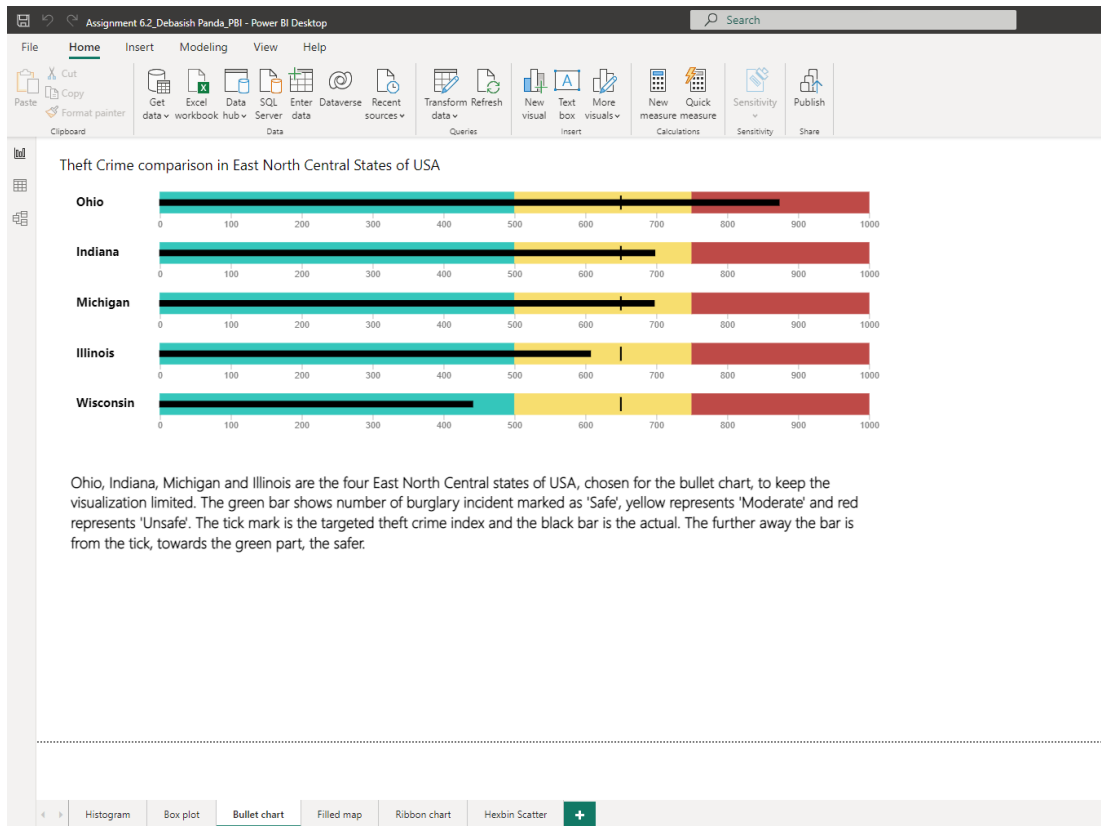 Assignment 6.2_Debasish Panda_PBI - Power BI Desktop
Search
File Home Insert Modeling View Help
Paste
Cut
Copy
Format painter
Get data
Excel workbook
Data hub
SQL Server
Enter data
Dataverse
Recent sources
Transform data
Refresh
New visual
A
Text box
More visuals
New measure
Quick measure
Sensitivity
Publish
Clipboard Data Queries Insert Calculations Sensitivity Share
Theft Crime comparison in East North Central States of USA
Ohio
0 100 200 300 400 500 600 700 800 900 1000
Indiana
0 100 200 300 400 500 600 700 800 900 1000
Michigan
0 100 200 300 400 500 600 700 800 900 1000
Illinois
0 100 200 300 400 500 600 700 800 900 1000
Wisconsin
0 100 200 300 400 500 600 700 800 900 1000
Ohio, Indiana, Michigan and Illinois are the four East North Central states of USA, chosen for the bullet chart, to keep the
visualization limited. The green bar shows number of burglary incident marked as 'Safe', yellow represents 'Moderate' and red
represents 'Unsafe'. The tick mark is the targeted theft crime index and the black bar is the actual. The further away the bar is
from the tick, towards the green part, the safer.
Histogram Box plot Bullet chart Filled map Ribbon chart Hexbin Scatter +